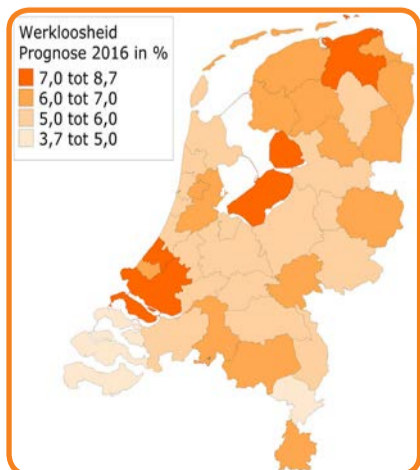 Werkloosheid
Prognose 2016 in %
7,0 tot 8,7
6,0 tot 7,0
5,0 tot 6,0
3,7 tot 5,0